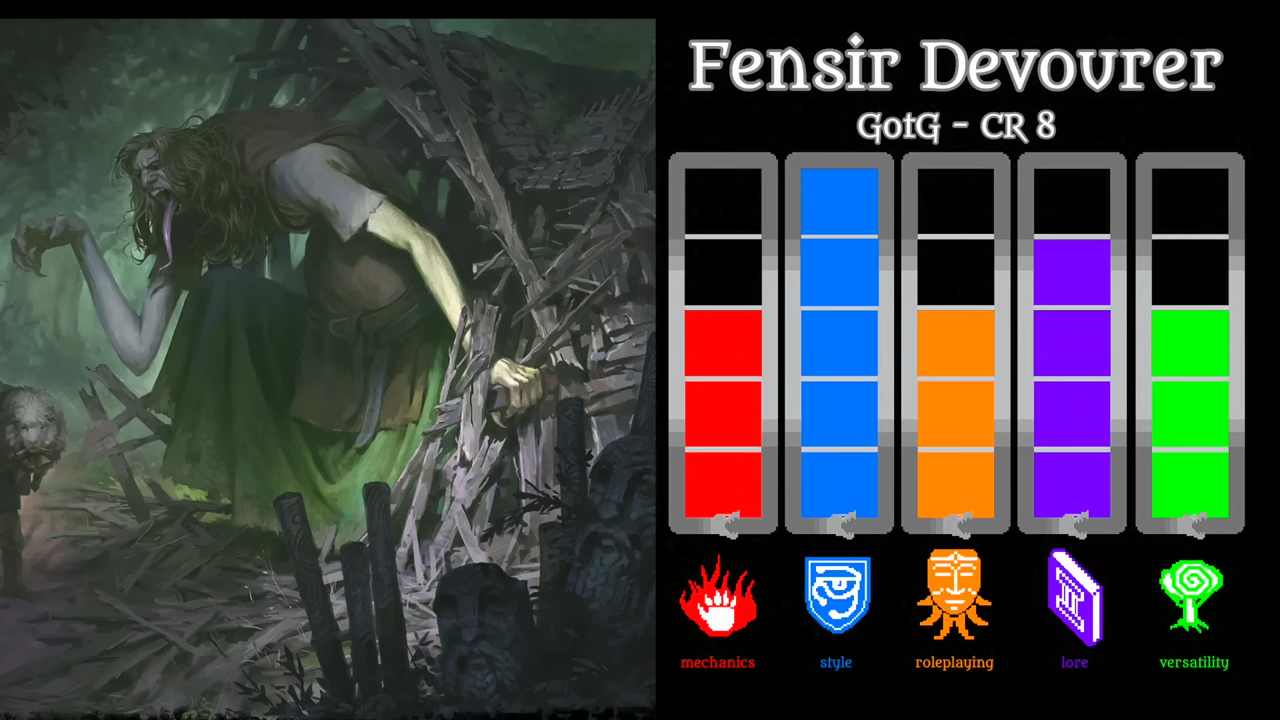 Fensir Devourer
GotG - CR 8
mechanics
style
roleplaying
lore
versatility